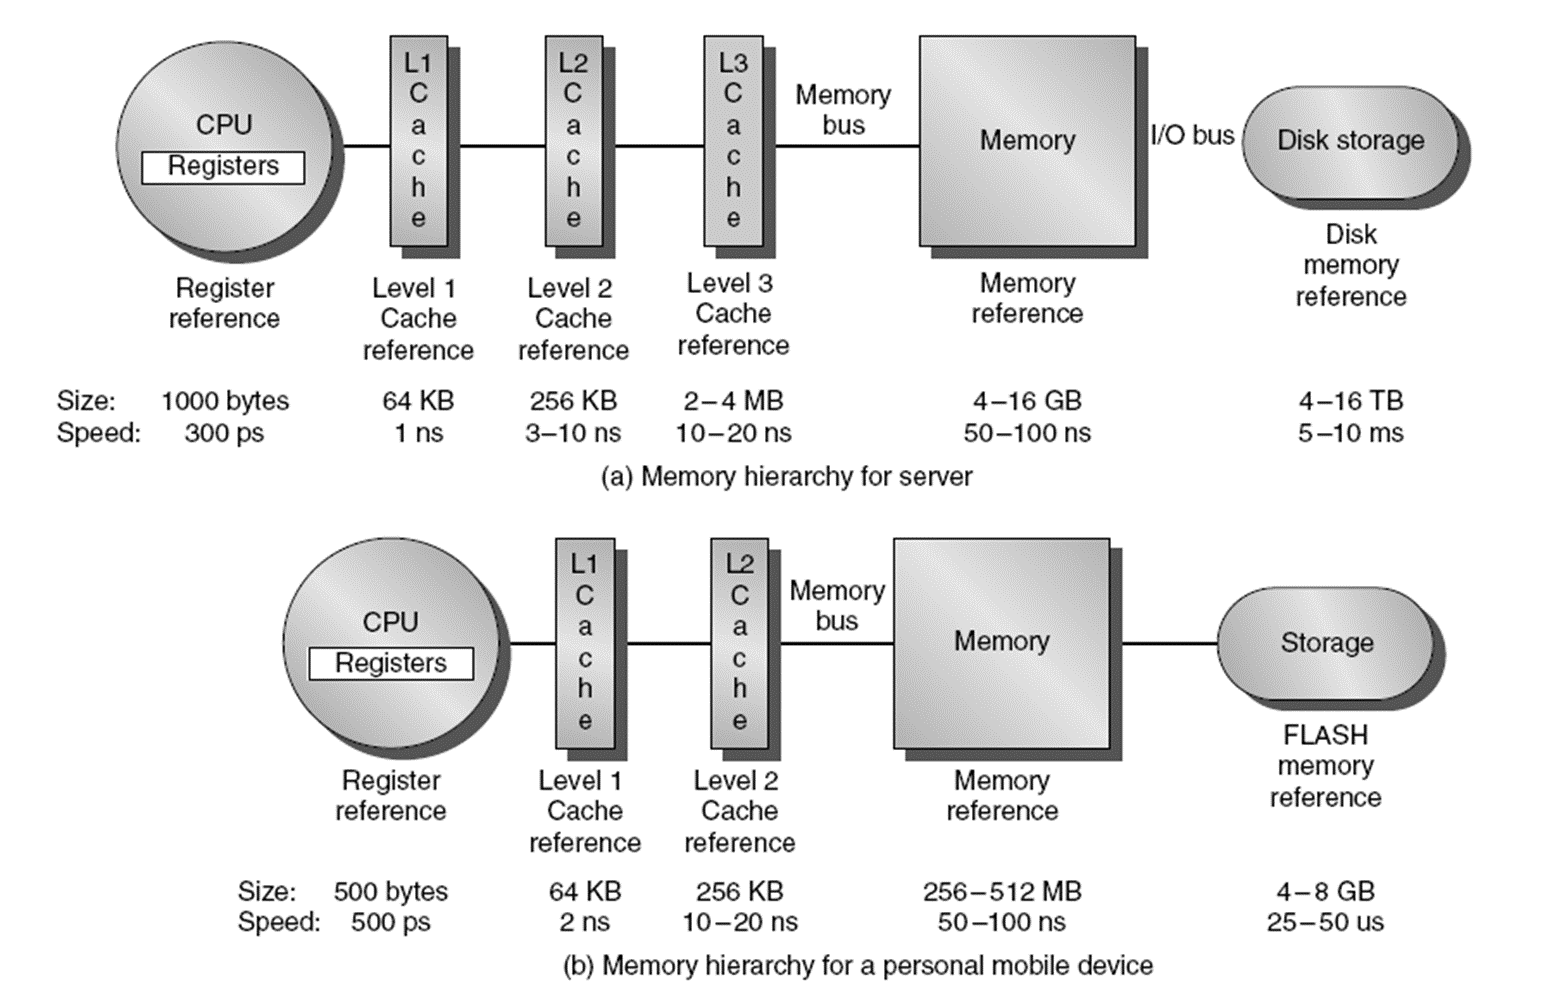 CPU
Registers
L1
C
a
c
h
e
L2
C
a
c
h
e
L3
C
a
c
h
e
Memory
bus
Memory
I/O bus
Disk storage
Register
reference
Level 1
Cache
reference
Level 2
Cache
reference
Level 3
Cache
reference
Memory
reference
Disk
memory
reference
Size: 1000 bytes 64 KB 256 KB 2–4 MB 4–16 GB 4–16 TB
Speed: 300 ps 1 ns 3–10 ns 10–20 ns 50–100 ns 5–10 ms
(a) Memory hierarchy for server
CPU
Registers
L1
C
a
c
h
e
L2
C
a
c
h
e
Memory
bus
Memory
Storage
Register
reference
Level 1
Cache
reference
Level 2
Cache
reference
Memory
reference
FLASH
memory
reference
Size: 500 bytes 64 KB 256 KB 256–512 MB 4–8 GB
Speed: 500 ps 2 ns 10–20 ns 50–100 ns 25–50 us
(b) Memory hierarchy for a personal mobile device